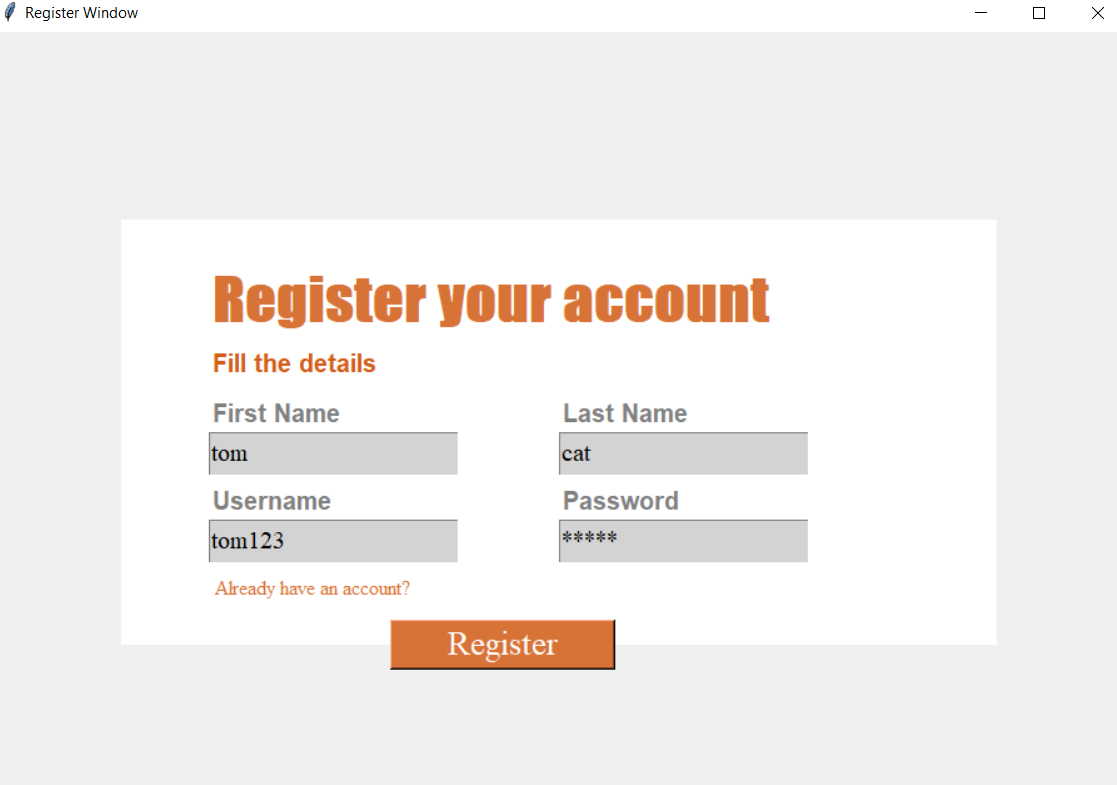 Register Window
Register your account
Fill the details
First Name Last Name
tom cat
Username Password
tom123 *****
Already have an account?
Register